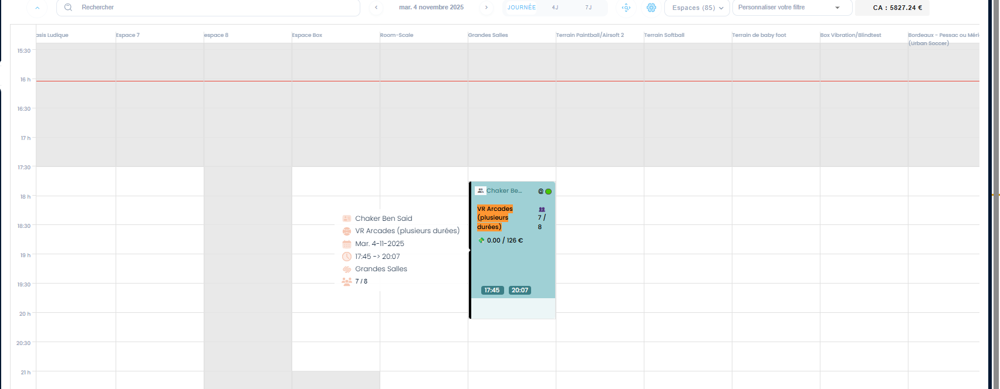 Rechercher
mar. 4 novembre 2025
JOURNÉE
4J
7J
Espaces (85)
Personnaliser votre filtre
CA : 5827.24 €
asis Ludique
Espace 7
espace 8
Espace Box
Room-Scale
Grandes Salles
Terrain Paintball/Airsoft 2
Terrain Softball
Terrain de baby foot
Box Vibration/Blindtest
Bordeaux - Pessac ou Méri
(Urban Soccer)
15:30
16 h
16:30
17 h
17:30
18 h
18:30
19 h
19:30
20 h
20:30
21 h
Chaker Ben Said
VR Arcades (plusieurs durées)
Mar. 4-11-2025
17:45 -> 20:07
Grandes Salles
7 / 8
Chaker Be...
@
VR Arcades
(plusieurs
durées)
7 /
8
0.00 / 126 €
17:45
20:07